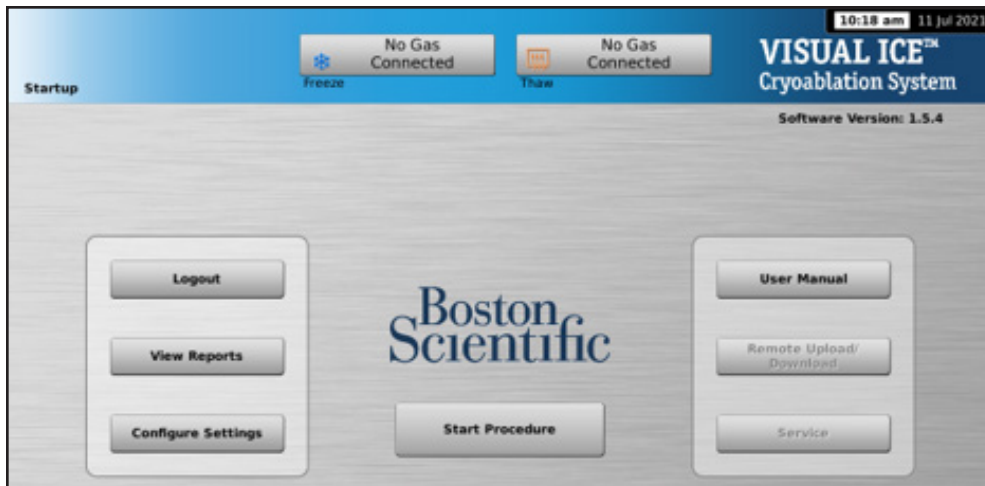 10:18 am 11 Jul 2021
No Gas
Connected
Freeze
No Gas
Connected
Thaw
VISUAL ICE™
Cryoablation System
Startup
Software Version: 1.5.4
Logout
View Reports
Configure Settings
Boston
Scientific
Start Procedure
User Manual
Remote Upload/
Download
Service